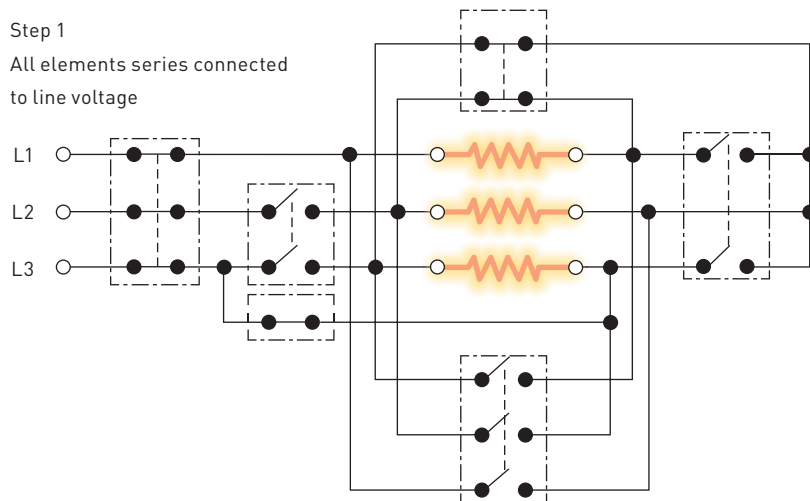 Step 1
All elements series connected
to line voltage
L1
L2
L3